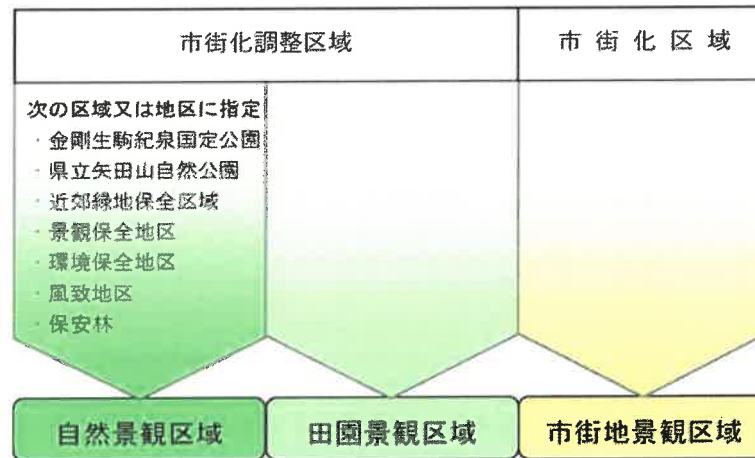 市街化調整区域
市街化区域
次の区域又は地区に指定
・金剛生駒紀泉国定公園
・県立矢田山自然公園
・近郊緑地保全区域
・景観保全地区
・環境保全地区
・風致地区
・保安林
自然景観区域
田園景観区域
市街地景観区域